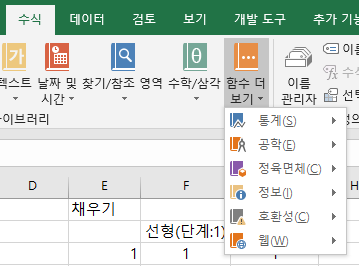 수식 데이터 검토 보기 개발 도구 추가 기능
텍스트 날짜 및 시간 찾기/참조 영역 수학/삼각 함수 더 보기 이름 관리자
이름
수식
선택
라이브러리
통계(S)
공학(E)
정육면체(C)
정보(I)
호환성(C)
웹(W)
D E F H
채우기
선형(단계:1)
1 1 1